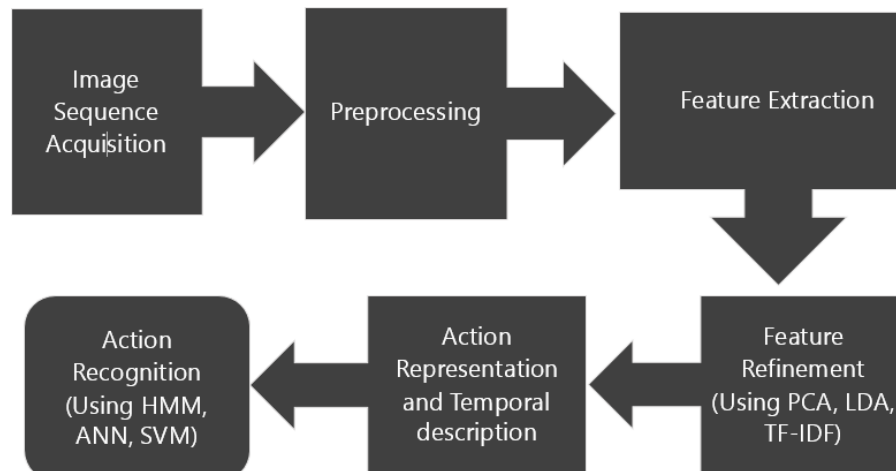 Image
Sequence
Acquisition
Preprocessing
Feature Extraction
Feature
Refinement
(Using PCA, LDA,
TF-IDF)
Action
Representation
and Temporal
description
Action
Recognition
(Using HMM,
ANN, SVM)